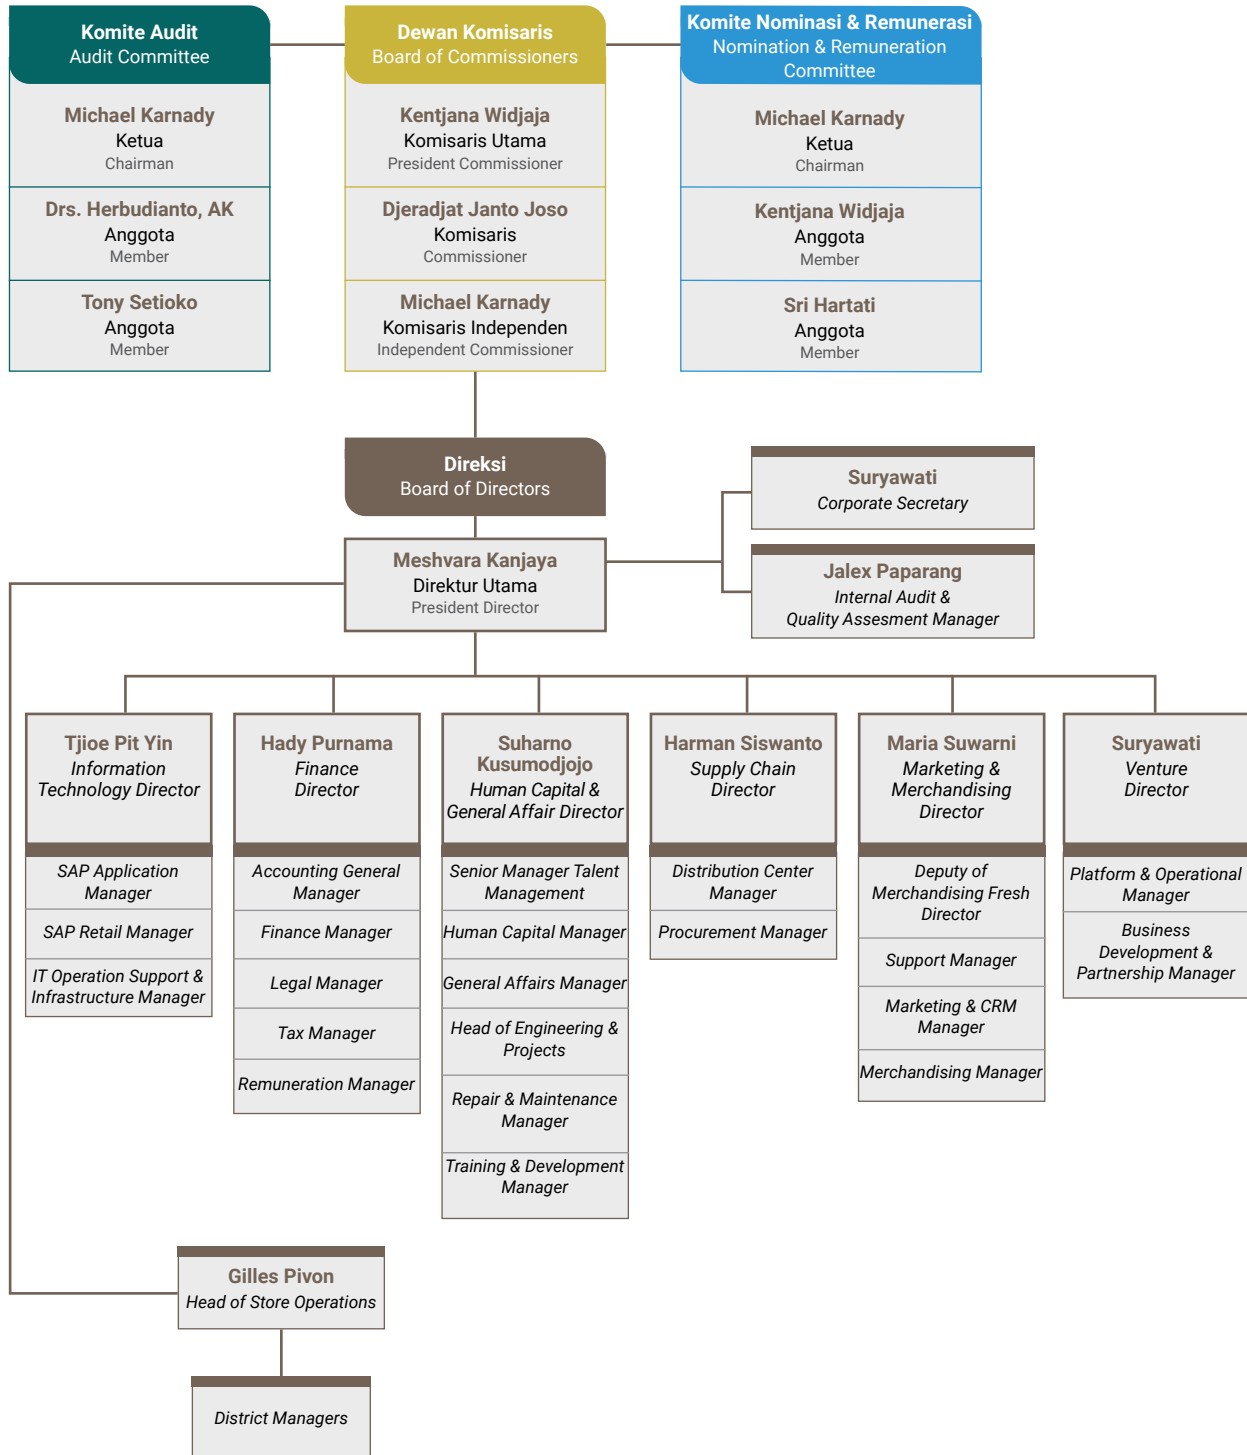 Komite Audit
Audit Committee
Michael Karnady
Ketua
Chairman
Drs. Herbudianto, AK
Anggota
Member
Tony Setioko
Anggota
Member
Dewan Komisaris
Board of Commissioners
Kentjana Widjaja
Komisaris Utama
President Commissioner
Djeradjat Janto Joso
Komisaris
Commissioner
Michael Karnady
Komisaris Independen
Independent Commissioner
Komite Nominasi & Remunerasi
Nomination & Remuneration
Committee
Michael Karnady
Ketua
Chairman
Kentjana Widjaja
Anggota
Member
Sri Hartati
Anggota
Member
Direksi
Board of Directors
Meshvara Kanjaya
Direktur Utama
President Director
Suryawati
Corporate Secretary
Jalex Paparang
Internal Audit &
Quality Assesment Manager
Tjioe Pit Yin
Information
Technology Director
SAP Application
Manager
SAP Retail Manager
IT Operation Support &
Infrastructure Manager
Hady Purnama
Finance
Director
Accounting General
Manager
Finance Manager
Legal Manager
Tax Manager
Remuneration Manager
Suharno
Kusumodjojo
Human Capital &
General Affair Director
Senior Manager Talent
Management
Human Capital Manager
General Affairs Manager
Head of Engineering &
Projects
Repair & Maintenance
Manager
Training & Development
Manager
Harman Siswanto
Supply Chain
Director
Distribution Center
Manager
Procurement Manager
Maria Suwarni
Marketing &
Merchandising
Director
Deputy of
Merchandising Fresh
Director
Support Manager
Marketing & CRM
Manager
Merchandising Manager
Suryawati
Venture
Director
Platform & Operational
Manager
Business
Development &
Partnership Manager
Gilles Pivon
Head of Store Operations
District Managers